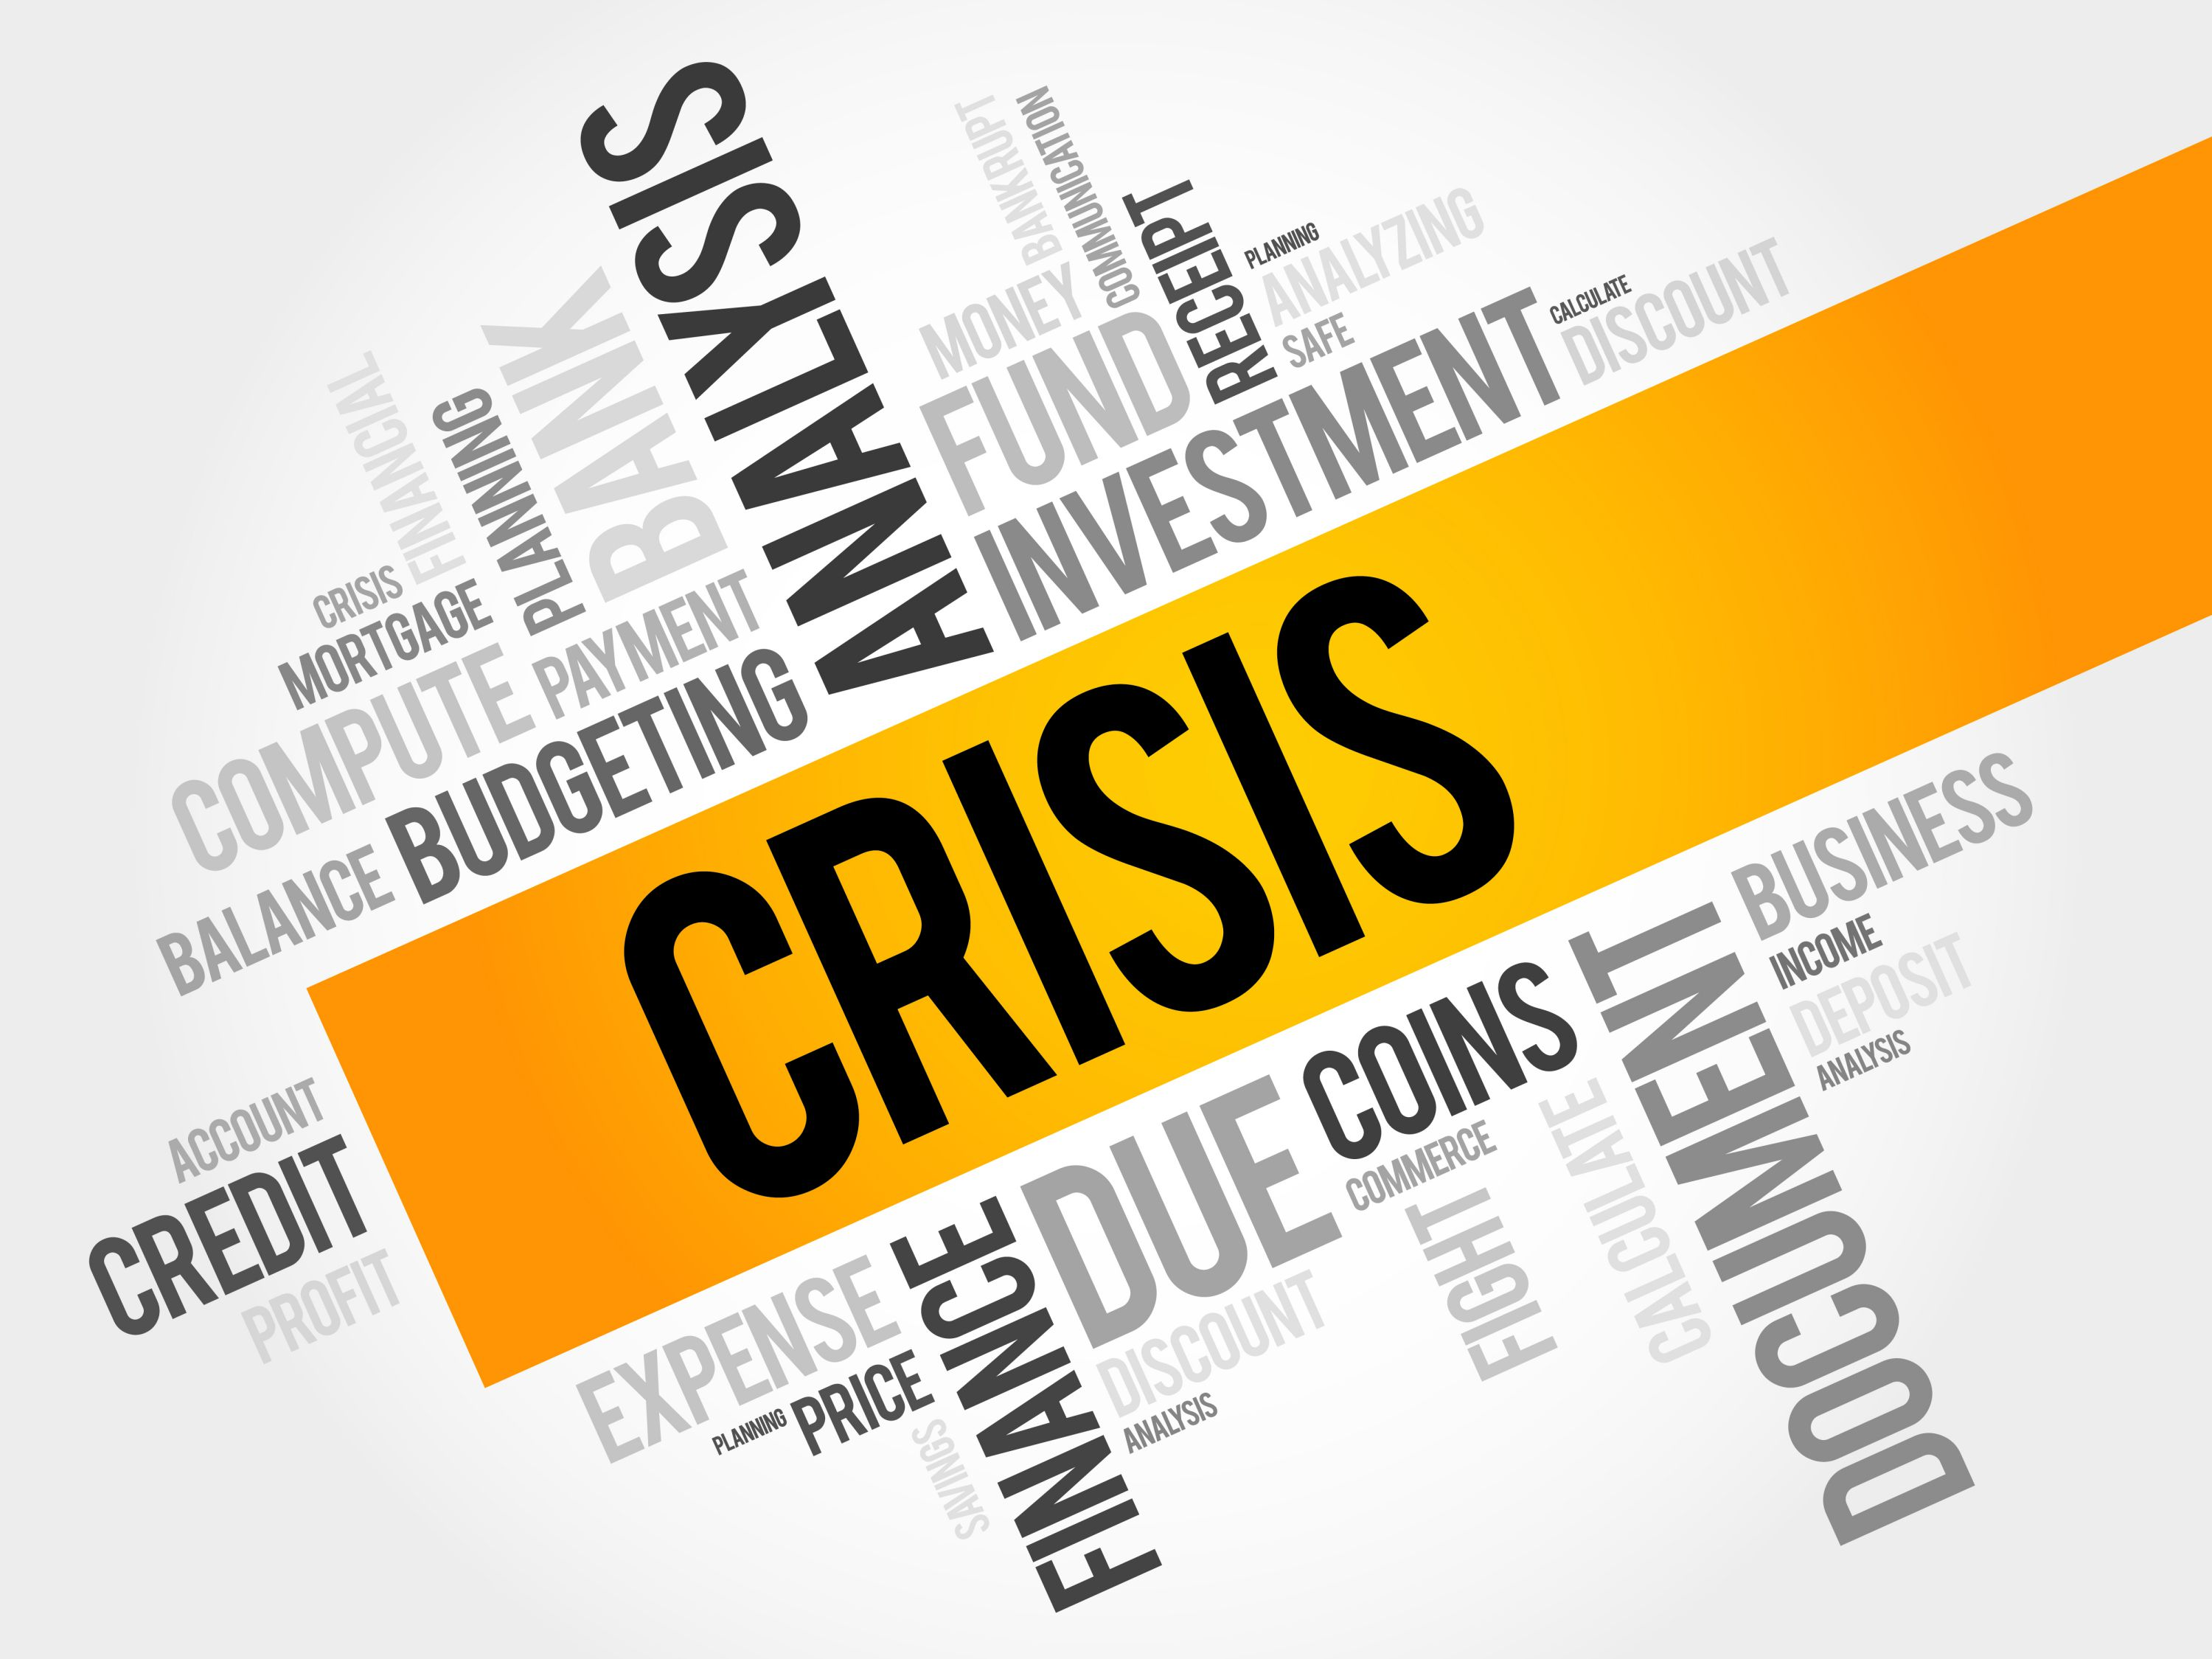 ANALYSIS
BANKRUPT
COMMUNICATION
RECEIPT
PLANNING
ANALYZING
MONEY
FUND
SAFE
INVESTMENT
CALCULATE
DISCOUNT
FINANCIAL
PLANNING
BANK
CRISIS
MORTGAGE
COMPUTE
PAYMENT
BALANCE
BUDGETING
CRISIS
ACCOUNT
CREDIT
PROFIT
EXPENSE
PLANNING
PRICE
SAVINGS
FINANCE
DUE
DISCOUNT
ANALYSIS
COINS
COMMERCE
FIGHT
CALCULATE
DOCUMENT
BUSINESS
INCOME
DEPOSIT
ANALYSIS